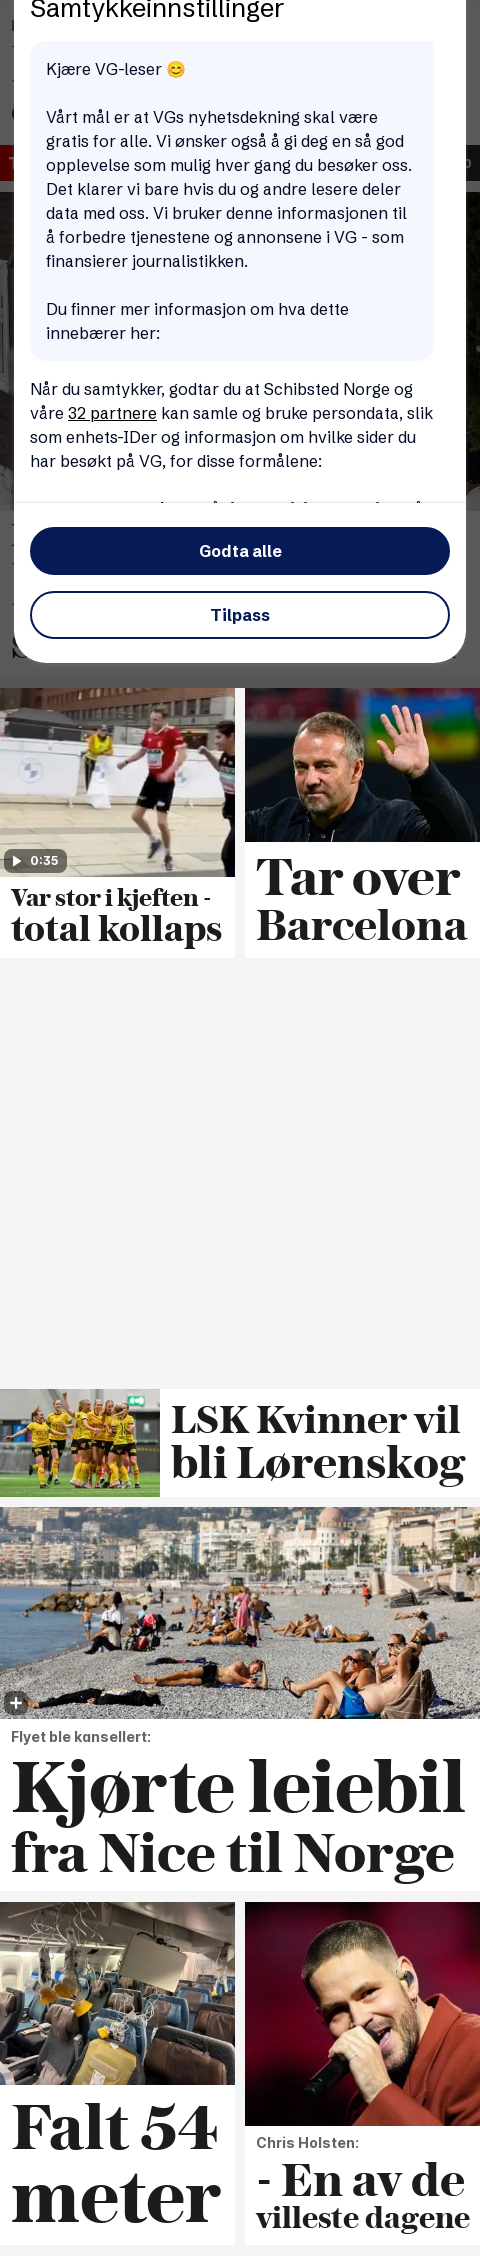 Samtykkeinnstillinger
Kjære VG-leser 😊
Vårt mål er at VGs nyhetsdekning skal være
gratis for alle. Vi ønsker også å gi deg en så god
opplevelse som mulig hver gang du besøker oss.
Det klarer vi bare hvis du og andre lesere deler
data med oss. Vi bruker denne informasjonen til
å forbedre tjenestene og annonsene i VG - som
finansierer journalistikken.
Du finner mer informasjon om hva dette
innebærer her:
Når du samtykker, godtar du at Schibsted Norge og
våre 32 partnere kan samle og bruke persondata, slik
som enhets-IDer og informasjon om hvilke sider du
har besøkt på VG, for disse formålene:
Godta alle
Tilpass
0:35
Var stor i kjeften -
total kollaps
Tar over
Barcelona
LSK Kvinner vil
bli Lørenskog
Flyet ble kansellert:
Kjørte leiebil
fra Nice til Norge
Falt 54
meter
Chris Holsten:
- En av de
villeste dagene